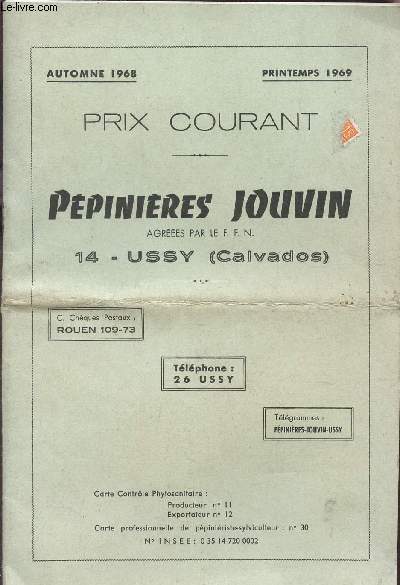 le-livre.fr
AUTOMNE 1968 PRINTEMPS 1969
PRIX COURANT
PÉPINIÈRES JOUVIN
AGRÉÉES PAR LE F. F. N.
14 - USSY (Calvados)
C. Chèques Postaux :
ROUEN 109-73
Téléphone :
26 USSY
Télégrammes :
PÉPINIÈRES-JOUVIN-USSY
Carte Contrôle Phytosanitaire :
Producteur n° 11
Exportateur n° 12
Carte professionnelle de pépiniériste-sylviculteur : n° 30
N° INSEE : 035 14 720 0002